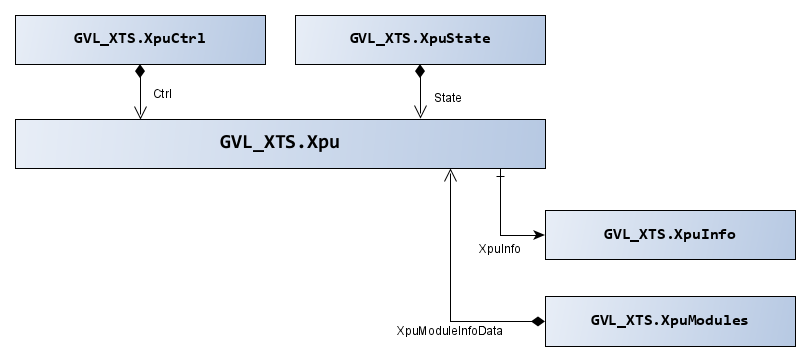 GVL_XTS.XpuCtrl
GVL_XTS.XpuState
Ctrl
State
GVL_XTS.Xpu
GVL_XTS.XpuInfo
XpuInfo
GVL_XTS.XpuModules
XpuModuleInfoData